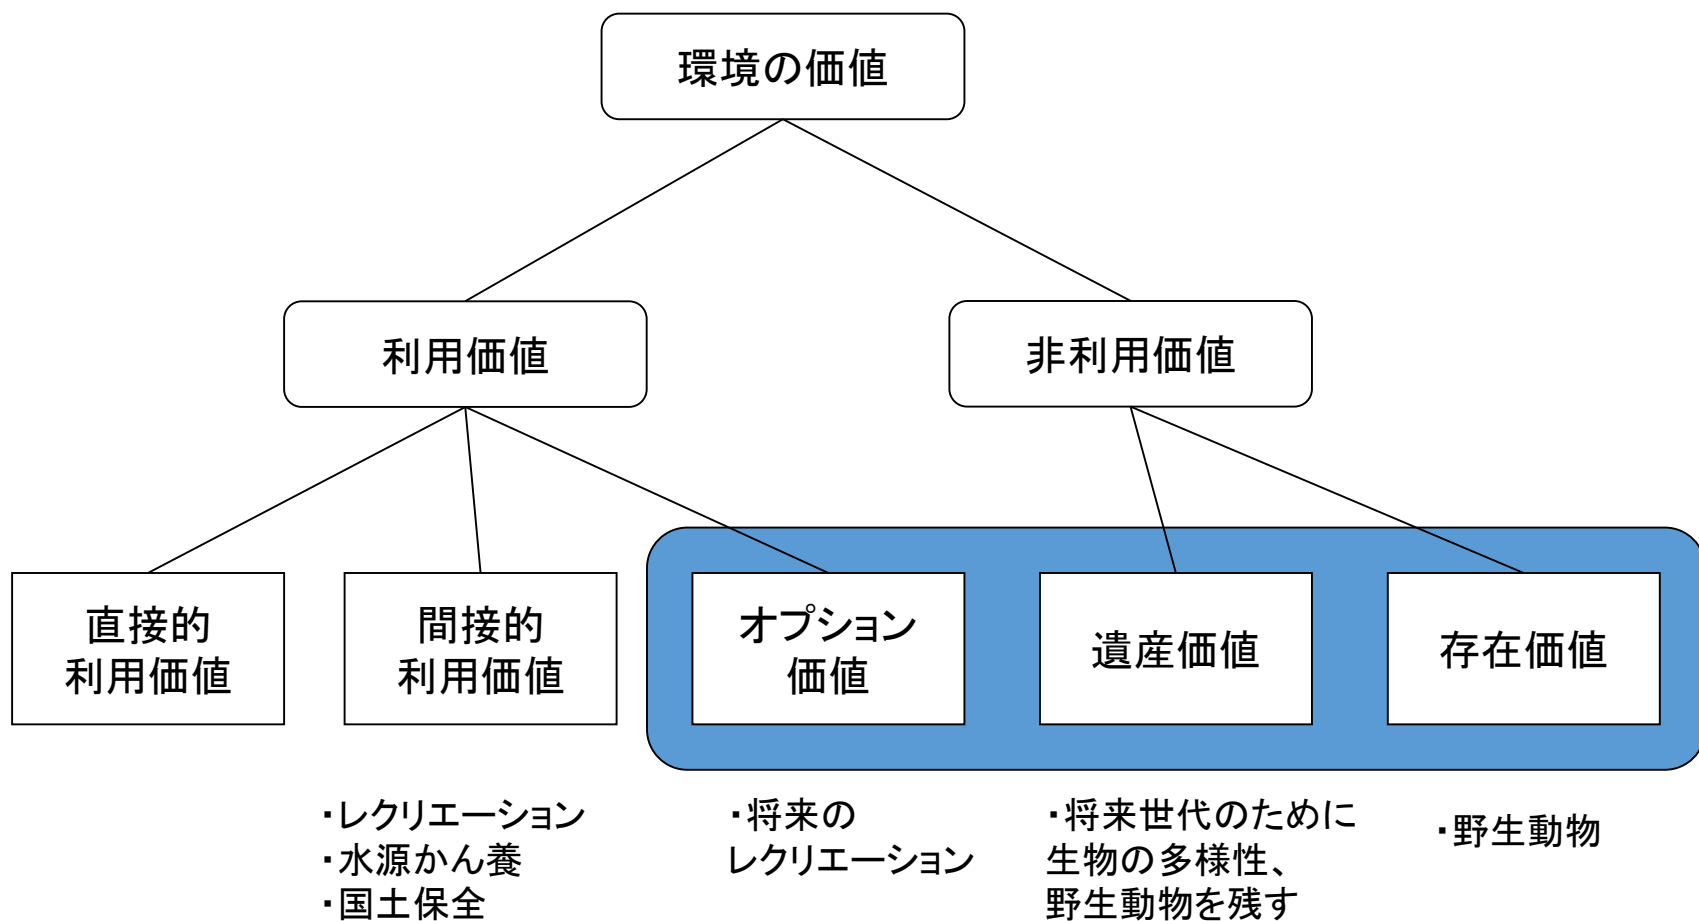 環境の価値
利用価値
非利用価値
直接的
利用価値
間接的
利用価値
オプション
価値
遺産価値
存在価値
・レクリエーション
・水源かん養
・国土保全
・将来の
レクリエーション
・将来世代のために
生物の多様性、
野生動物を残す
・野生動物